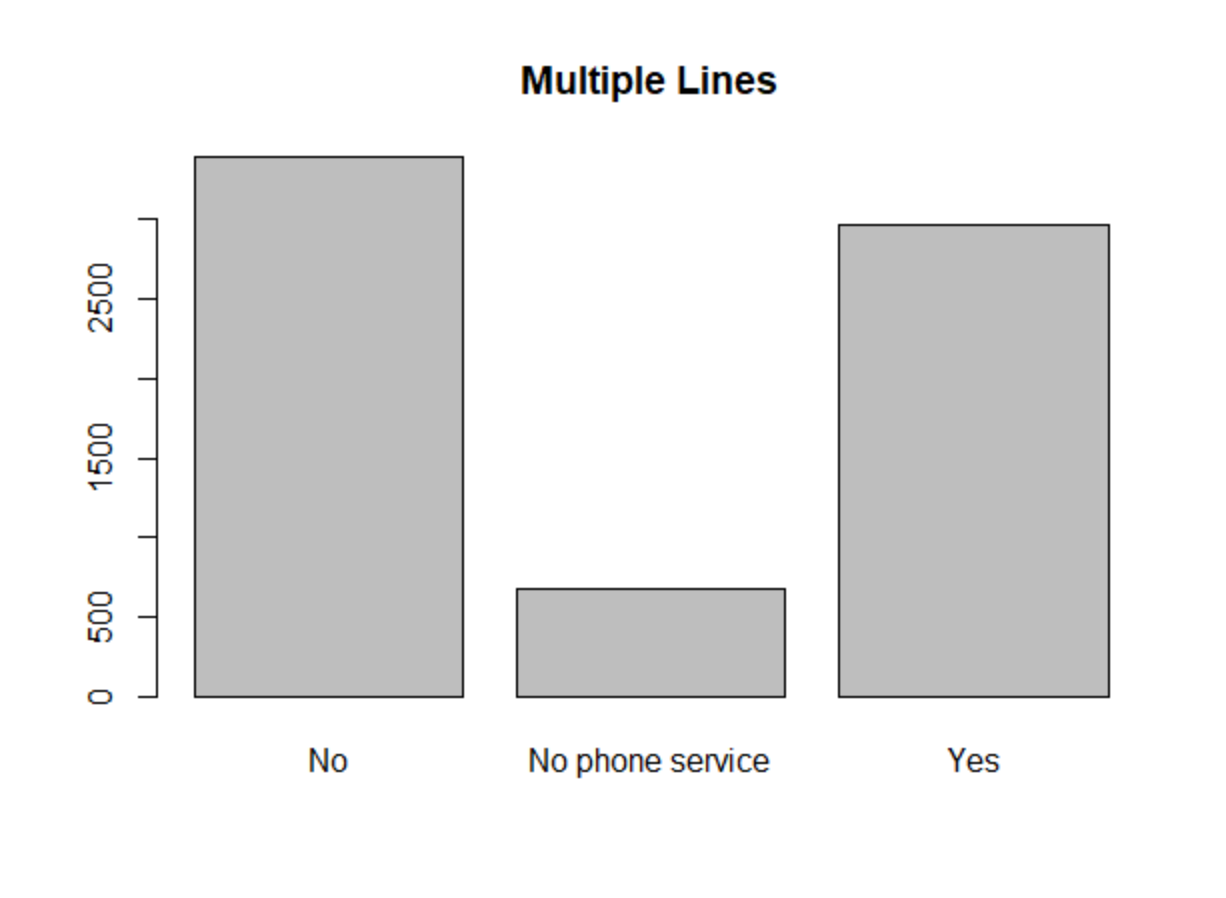 Multiple Lines
2500
1500
500
0
No
No phone service
Yes